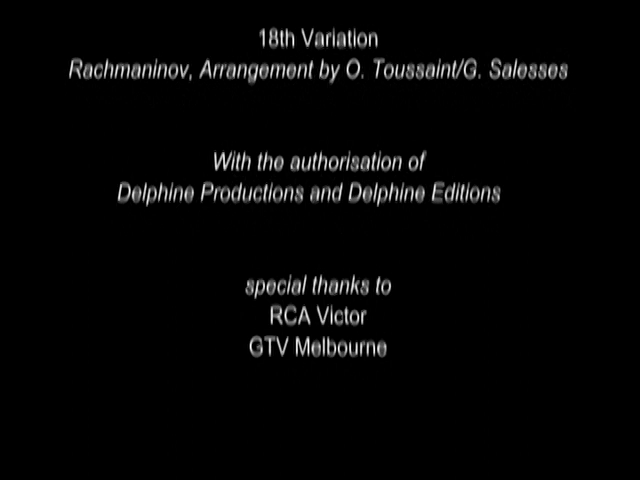 18th Variation
Rachmaninov, Arrangement by O. Toussaint/G. Salesses
With the authorisation of
Delphine Productions and Delphine Editions
special thanks to
RCA Victor
GTV Melbourne